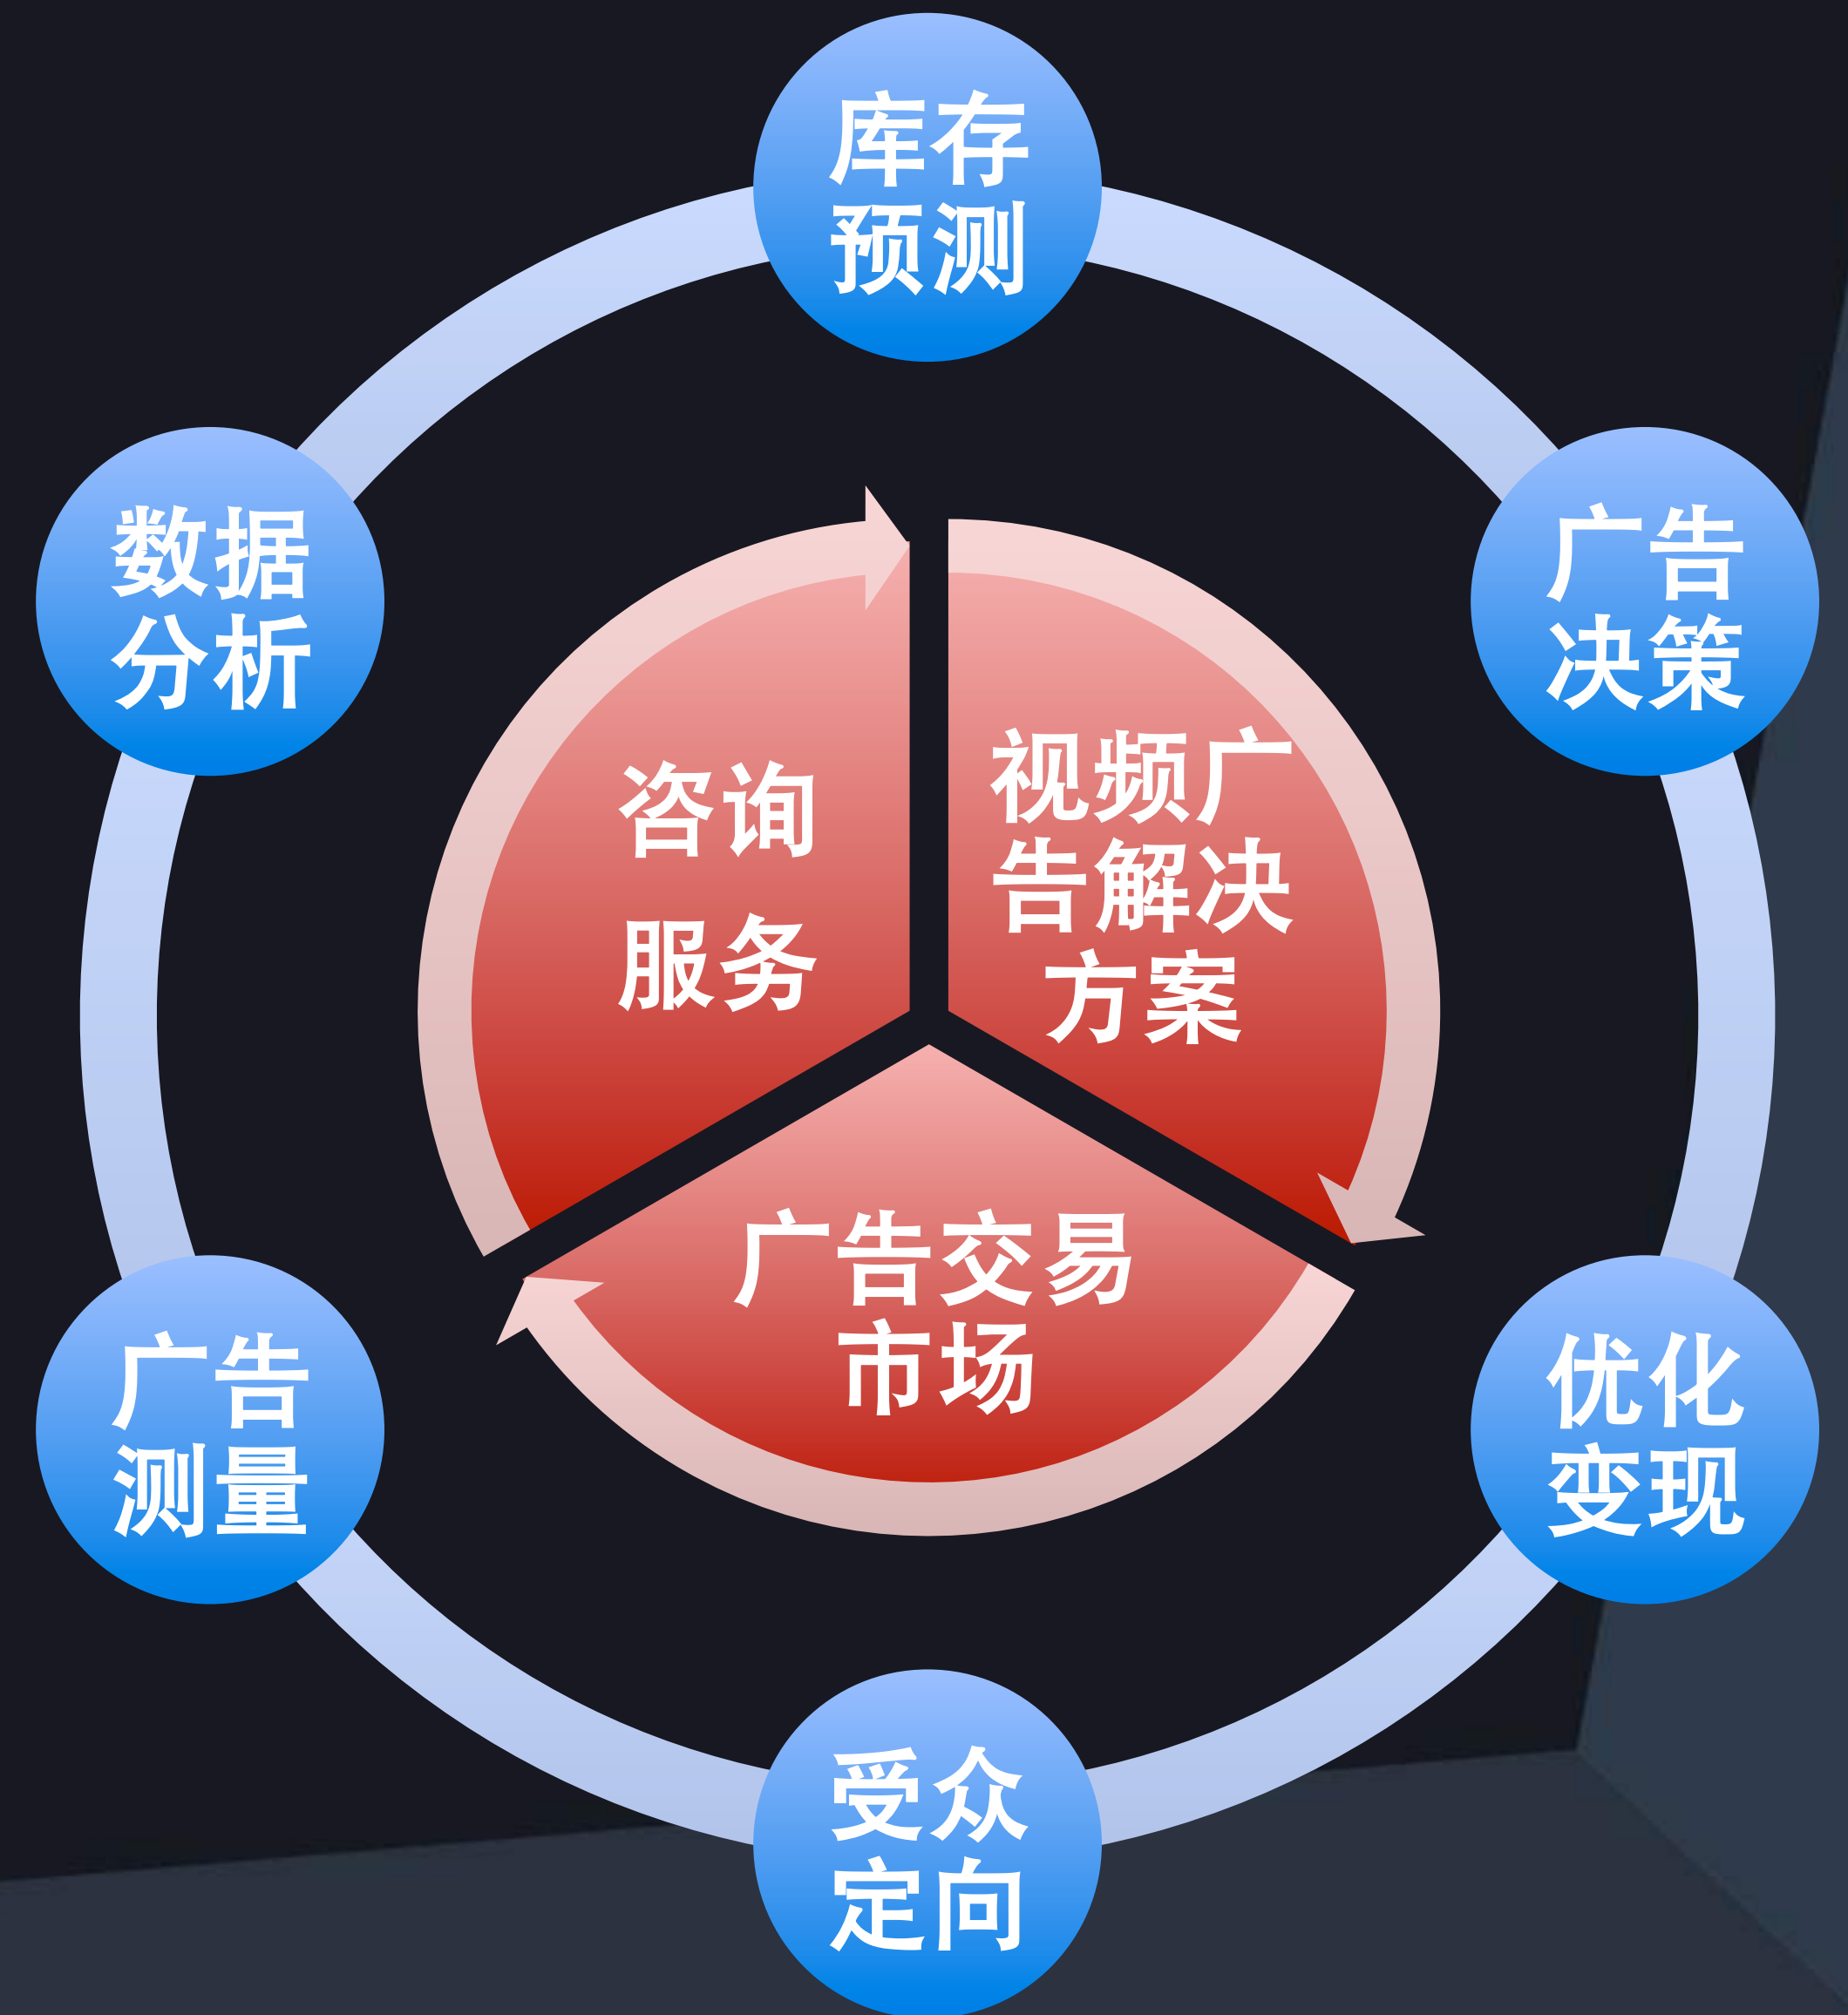 库存
预测
数据
分析
广告
决策
咨询
服务
视频广
告解决
方案
广告交易
市场
广告
测量
优化
变现
受众
定向